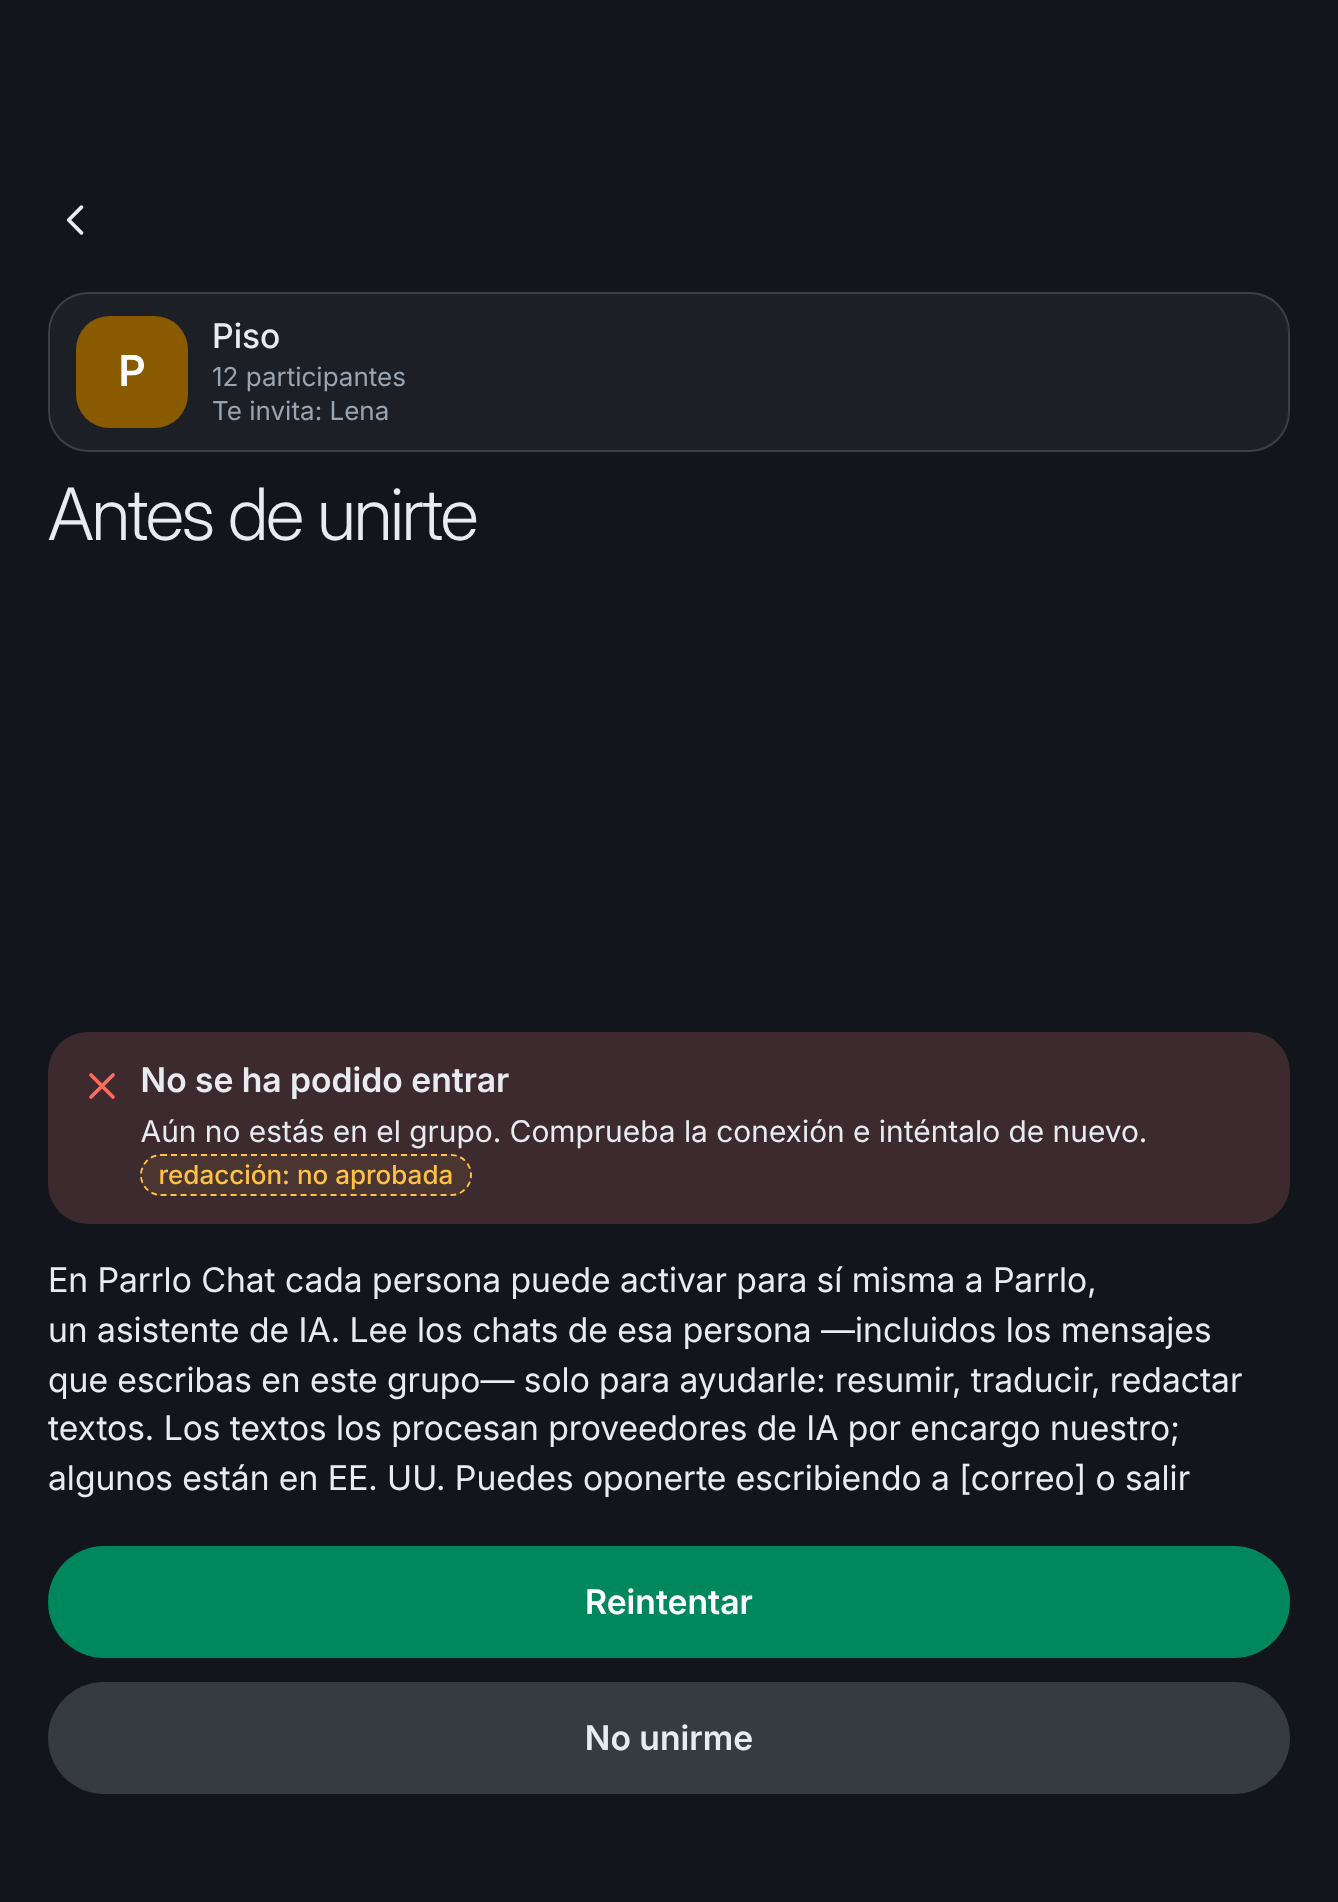 P
Piso
12 participantes
Te invita: Lena
Antes de unirte
No se ha podido entrar
Aún no estás en el grupo. Comprueba la conexión e inténtalo de nuevo.
redacción: no aprobada
En Parrlo Chat cada persona puede activar para sí misma a Parrlo,
un asistente de IA. Lee los chats de esa persona —incluidos los mensajes
que escribas en este grupo— solo para ayudarle: resumir, traducir, redactar
textos. Los textos los procesan proveedores de IA por encargo nuestro;
algunos están en EE. UU. Puedes oponerte escribiendo a [correo] o salir
Reintentar
No unirme